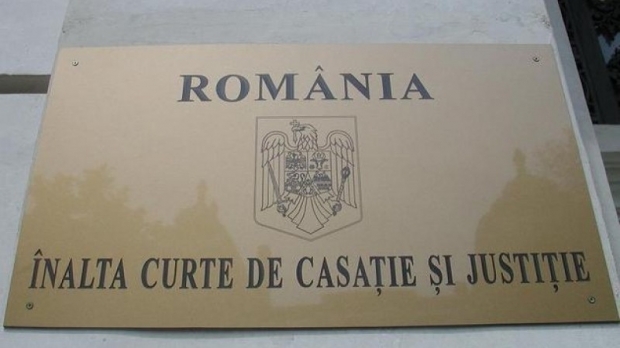 ROMÂNIA
ÎNALTA CURTE DE CASAȚIE ȘI JUSTIȚIE